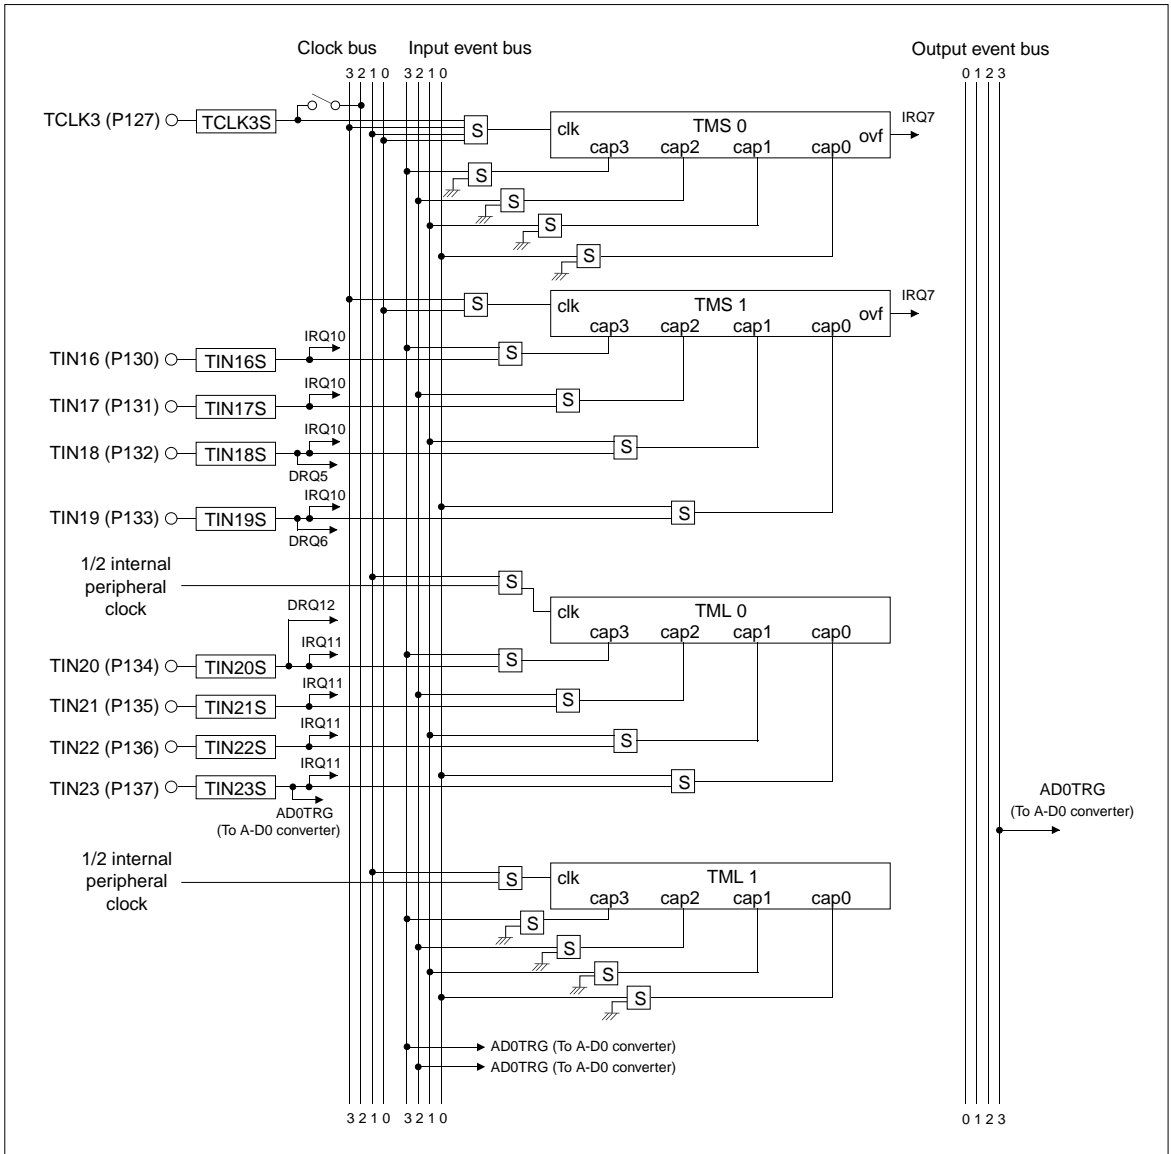 Clock bus Input event bus Output event bus
3 2 1 0 3 2 1 0 0 1 2 3
TCLK3 (P127) TCLK3S S clk TMS 0 ovf IRQ7
cap3 cap2 cap1 cap0
S
S
S
S
S clk TMS 1 ovf IRQ7
cap3 cap2 cap1 cap0
IRQ10
TIN16 (P130) TIN16S S
IRQ10
TIN17 (P131) TIN17S S
IRQ10
TIN18 (P132) TIN18S S
DRQ5
IRQ10
TIN19 (P133) TIN19S S
DRQ6
1/2 internal
peripheral
clock
S
clk TML 0
cap3 cap2 cap1 cap0
DRQ12
IRQ11
TIN20 (P134) TIN20S S
IRQ11
TIN21 (P135) TIN21S S
IRQ11
TIN22 (P136) TIN22S S
IRQ11
TIN23 (P137) TIN23S S
AD0TRG
(To A-D0 converter)
AD0TRG
(To A-D0 converter)
1/2 internal
peripheral
clock
S clk TML 1
cap3 cap2 cap1 cap0
S
S
S
S
AD0TRG (To A-D0 converter)
AD0TRG (To A-D0 converter)
3 2 1 0 3 2 1 0 0 1 2 3